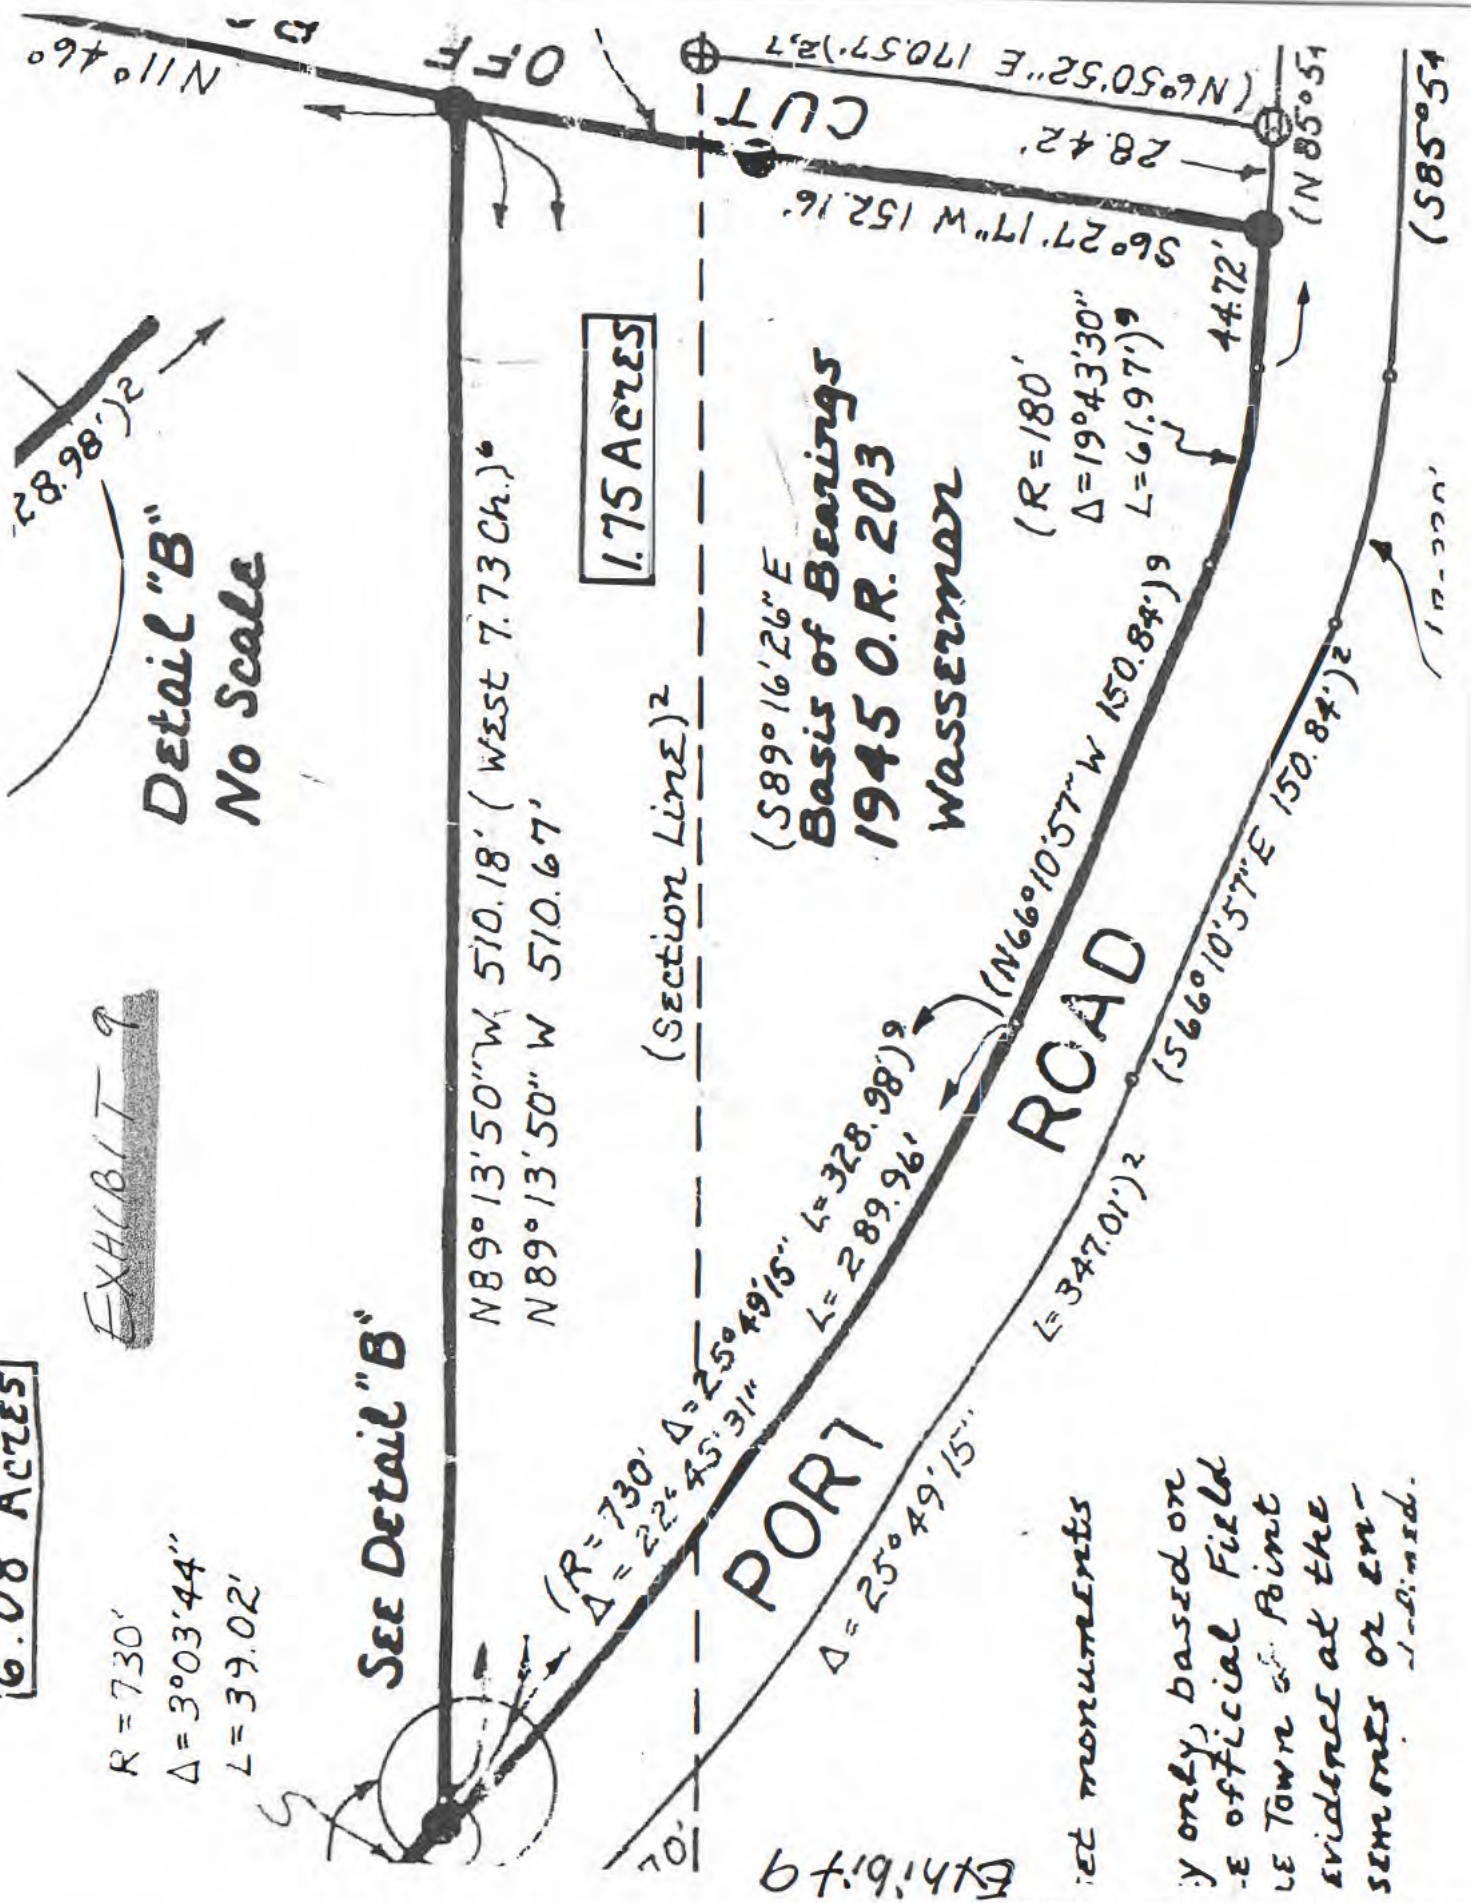 6.08 Acres
R = 730'
Δ = 3°03'44"
L = 39.02'
EXHIBIT 9
28.98')2
Detail "B"
No Scale
N11°46°
See Detail "B"
OFF
CUT
N89°13'50"W 510.18' ( West 7.73 Ch.)6
N89°13'50" W 510.67'
1.75 Acres
(Section Line)2
(S89°16'26"E
Basis of Bearings
1945 O.R. 203
Wasserman
(N6°50'52"E 170.57')2,7
28.42'
S6°27'17"W 152.16'
(R = 180'
Δ=19°43'30"
L=61.97')9
44.72'
(N85°54
(S85°54
(N66°10'57"W 150.84')9
(R = 730' Δ = 25°49'15" L = 328.98')9
Δ = 22°45'31" L = 289.96'
PORT ROAD
(S66°10'57"E 150.84')2
Δ = 25°49'15" L = 347.01')2
70'
Exhibit 9
et monuments
y only, based on
e official Field
le Town of Point
evidence at the
sements or en-